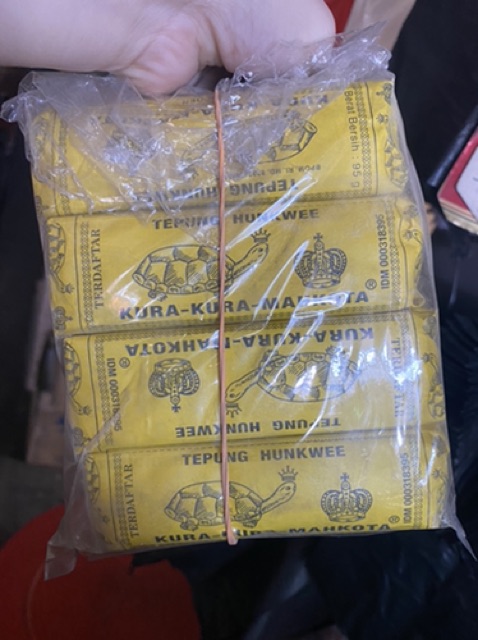 Berat Bersih : 95 g
TEPUNG HUNKWEE
TERDAFTAR
TEPUNG HUNKWEE
IDM 000318395
KURA-KURA-MAHKOTA ®
KURA-KURA-MAHKOTA ®
TERDAFTAR
IDM 000318395
TEPUNG HUNKWEE
TERDAFTAR
TEPUNG HUNKWEE
IDM 000318395
KURA-KURA-MAHKOTA ®